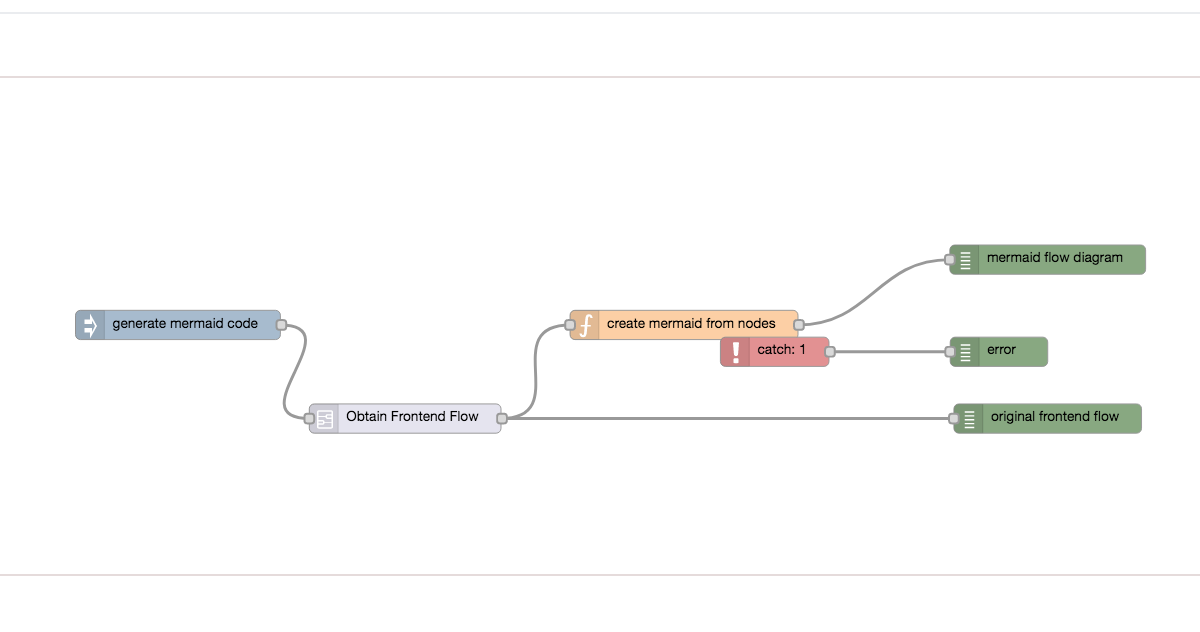 mermaid flow diagram
generate mermaid code
create mermaid from nodes
catch: 1
error
Obtain Frontend Flow
original frontend flow